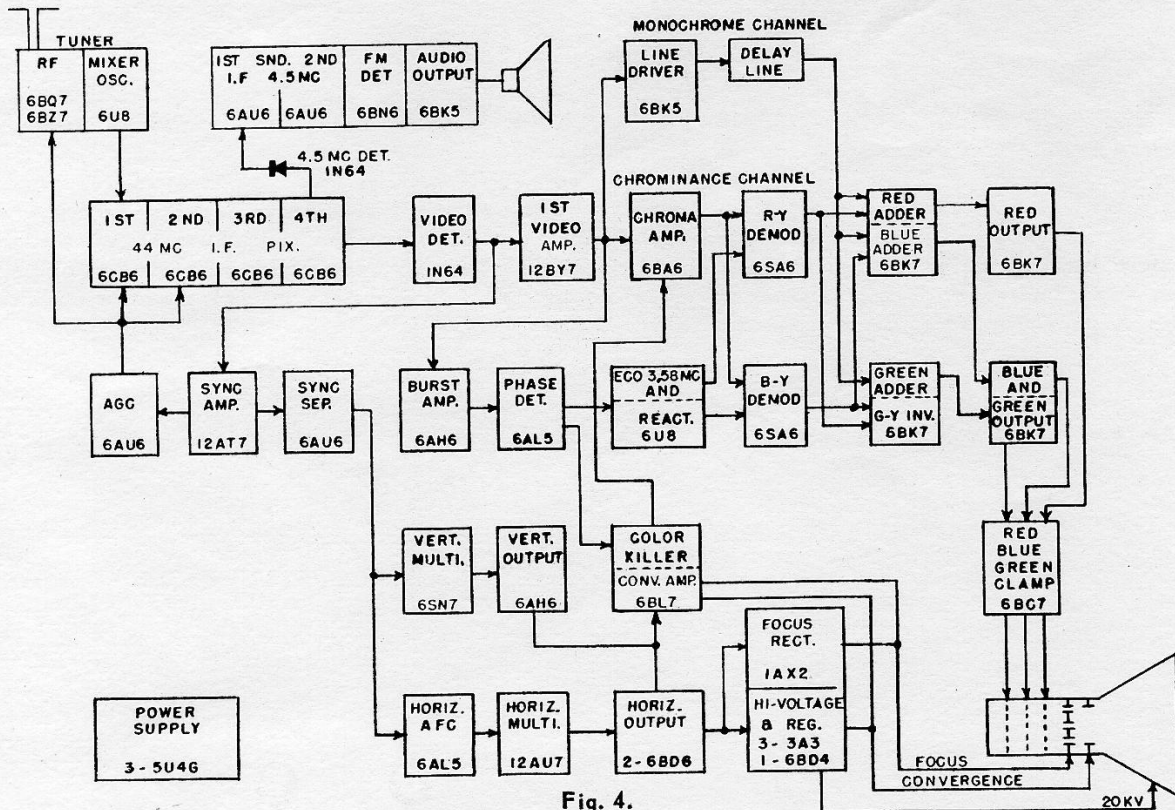 TUNER
RF
6BQ7
6BZ7
MIXER
OSC.
6U8
1ST SND. 2ND
I.F 4.5MC
6AU6
6AU6
FM
DET
6BN6
AUDIO
OUTPUT
6BK5
4.5 MC DET.
1N64
MONOCHROME CHANNEL
LINE
DRIVER
6BK5
DELAY
LINE
1ST
2ND
3RD
4TH
44 MC I.F. PIX.
6CB6
6CB6
6CB6
6CB6
VIDEO
DET.
1N64
1ST
VIDEO
AMP.
12BY7
CHROMINANCE CHANNEL
CHROMA
AMP.
6BA6
R-Y
DEMOD
6SA6
RED
ADDER
BLUE
ADDER
6BK7
RED
OUTPUT
6BK7
AGC
6AU6
SYNC
AMP.
12AT7
SYNC
SEP.
6AU6
BURST
AMP.
6AH6
PHASE
DET.
6AL5
ECO 3,58MC
AND
REACT.
6U8
B-Y
DEMOD
6SA6
GREEN
ADDER
G-Y INV.
6BK7
BLUE
AND
GREEN
OUTPUT
6BK7
VERT.
MULTI.
6SN7
VERT.
OUTPUT
6AH6
COLOR
KILLER
CONV. AMP.
6BL7
RED
BLUE
GREEN
CLAMP
6BC7
POWER
SUPPLY
3-5U4G
HORIZ.
AFC
6AL5
HORIZ.
MULTI.
12AU7
HORIZ.
OUTPUT
2-6BD6
FOCUS
RECT.
1AX2
HI-VOLTAGE
& REG.
3-3A3
1-6BD4
FOCUS
CONVERGENCE
20KV
Fig. 4.